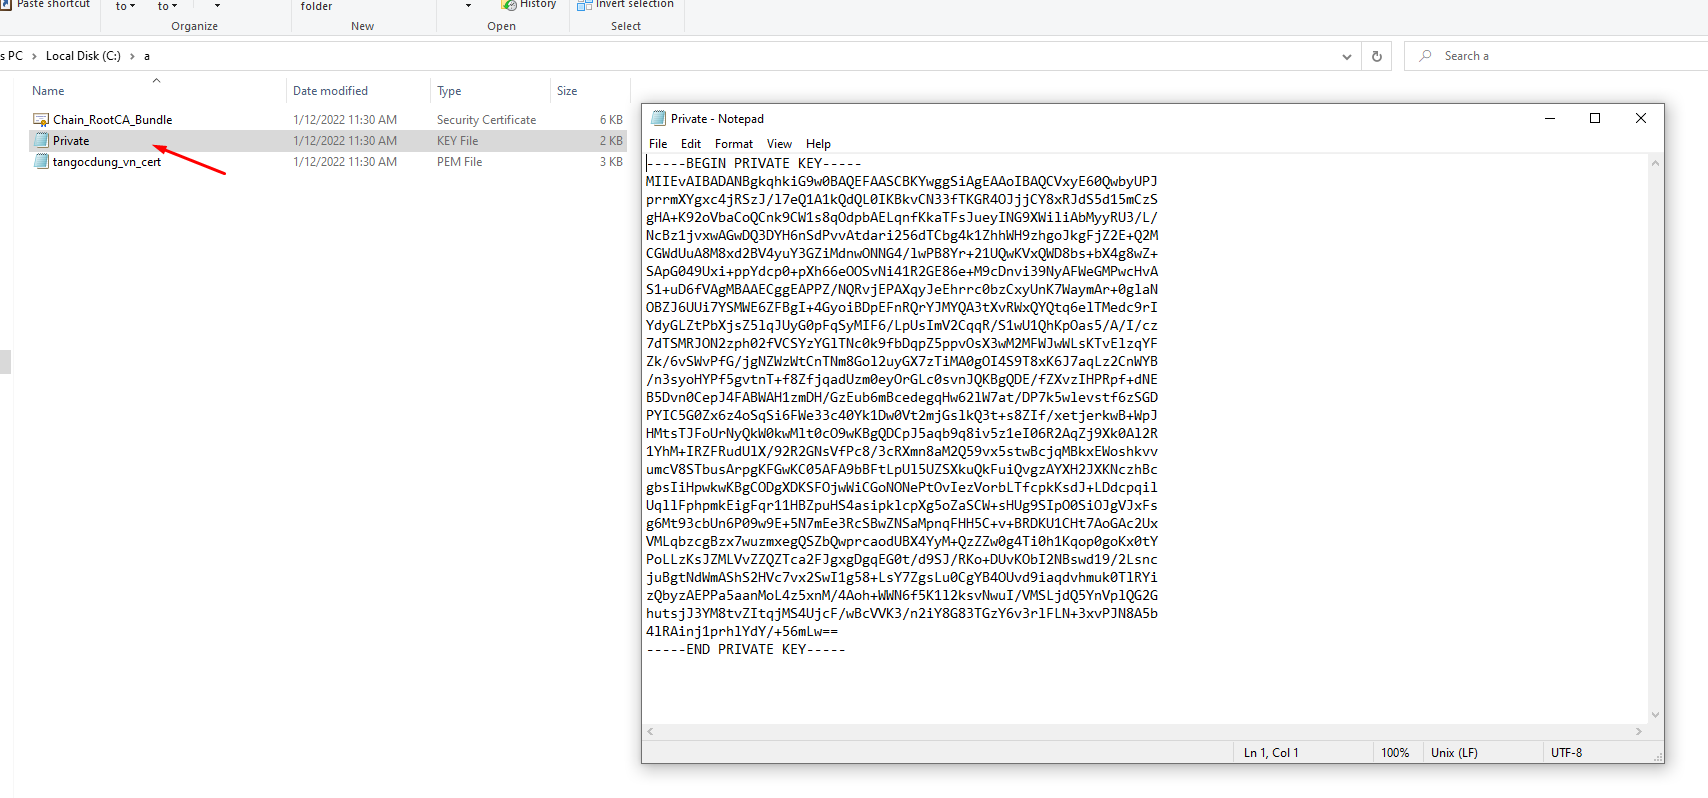 Paste shortcut
to
to
folder
History
Invert selection
Organize
New
Open
Select
s PC > Local Disk (C:) > a
Search a
Name
Date modified
Type
Size
Chain_RootCA_Bundle 1/12/2022 11:30 AM Security Certificate 6 KB
Private 1/12/2022 11:30 AM KEY File 2 KB
tangocdung_vn_cert 1/12/2022 11:30 AM PEM File 3 KB
Private - Notepad
File Edit Format View Help
-----BEGIN PRIVATE KEY-----
MIIEvAIBADANBgkqhkiG9w0BAQEFAASCBKYwggSiAgEAAoIBAQCVxyE60QwbyUPJ
prrmXYgxc4jRSzJ/l7eQ1A1kQdQL0IKBkvCN33fTKGR4OJjjCY8xRJdS5d15mCzS
gHA+K92oVbaCoQCnk9CW1s8qOdpbAELqnfKkaTFsJueyING9XWiliAbMyyRU3/L/
NcBz1jvxwAGwDQ3DYH6nSdPvvAtdari256dTCbg4k1ZhhWH9zhgoJkgFjZ2E+Q2M
CGWdUuA8M8xd2BV4yuY3GZiMdnwONNG4/lwPB8Yr+21UQwKVxQWD8bs+bX4g8wZ+
SApG049Uxi+ppYdcp0+pXh66eOOSvNi41R2GE86e+M9cDnvi39NyAFWeGMPwcHvA
S1+uD6fVAgMBAAECggEAPPZ/NQRvjEPAXqyJeEhrrc0bzCxyUnK7WaymAr+0glaN
OBZJ6UUi7YSMWE6ZFBgI+4GyoiBDpEFnRQrYJMYQA3tXvRWxQYQtq6elTMedc9rI
YdyGLZtPbXjsZ5lqJUyG0pFqSyMIF6/LpUsImV2CqqR/S1wU1QhKpOas5/A/I/cz
7dTSMRJON2zph02fVCSYzYGlTNc0k9fbDqpZ5ppvOsX3wM2MFWJwWLsKTvElzqYF
Zk/6vSWvPfG/jgNZWzWtCnTNm8Gol2uyGX7zTiMA0gOI4S9T8xK6J7aqLz2CnWYB
/n3syoHYPf5gvtnT+f8ZfjqadUzm0eyOrGLc0svnJQKBgQDE/fZXvzIHPRpf+dNE
B5Dvn0CepJ4FABWAH1zmDH/GzEub6mBcedegqHw62lW7at/DP7k5wlevstf6zSGD
PYIC5G0Zx6z4oSqSi6FWe33c40Yk1Dw0Vt2mjGslkQ3t+s8ZIf/xetjerkwB+WpJ
HMtsTJFoUrNyQkW0kwMlt0cO9wKBgQDCpJ5aqb9q8iv5z1eI06R2AqZj9Xk0Al2R
1YhM+IRZFRudUlX/92R2GNsVfPc8/3cRXmn8aM2Q59vx5stwBcjqMBkxEWoshkvv
umcV8STbusArpgKFGwKC05AFA9bBFtLpUl5UZSXkuQkFuiQvgzAYXH2JXKNczhBc
gbsIiHpwkwKBgCODgXDKSFOjwWiCGoNONePtOvIezVorbLTfcpkKsdJ+LDdcpqil
UqllFphpmkEigFqr11HBZpuHS4asipklcpXg5oZaSCW+sHUg9SIpO0SiOJgVJxFs
g6Mt93cbUn6P09w9E+5N7mEe3RcSBwZNSaMpnqFHH5C+v+BRDKU1CHt7AoGAc2Ux
VMLqbzcgBzx7wuzmxegQSZbQwprcaodUBX4YyM+QzZZw0g4Ti0h1Kqop0goKx0tY
PoLLzKsJZMLVvZZQZTca2FJgxgDgqEG0t/d9SJ/RKo+DUvKObI2NBswd19/2Lsnc
juBgtNdWmAShS2HVc7vx2SwI1g58+LsY7ZgsLu0CgYB4OUvd9iaqdvhmuk0TlRYi
zQbyzAEPPa5aanMoL4z5xnM/4Aoh+WWN6f5K1l2ksvNwuI/VMSLjdQ5YnVplQG2G
hutsjJ3YM8tvZItqjMS4UjcF/wBcVVK3/n2iY8G83TGzY6v3rlFLN+3xvPJN8A5b
4lRAinj1prhlYdY/+56mLw==
-----END PRIVATE KEY-----
Ln 1, Col 1
100%
Unix (LF)
UTF-8